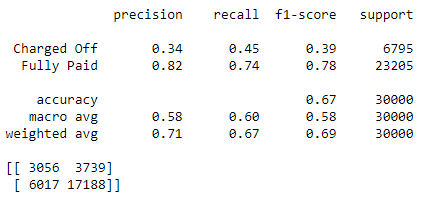 precision recall f1-score support
Charged Off 0.34 0.45 0.39 6795
Fully Paid 0.82 0.74 0.78 23205
accuracy 0.67 30000
macro avg 0.58 0.60 0.58 30000
weighted avg 0.71 0.67 0.69 30000
[[ 3056 3739]
[ 6017 17188]]